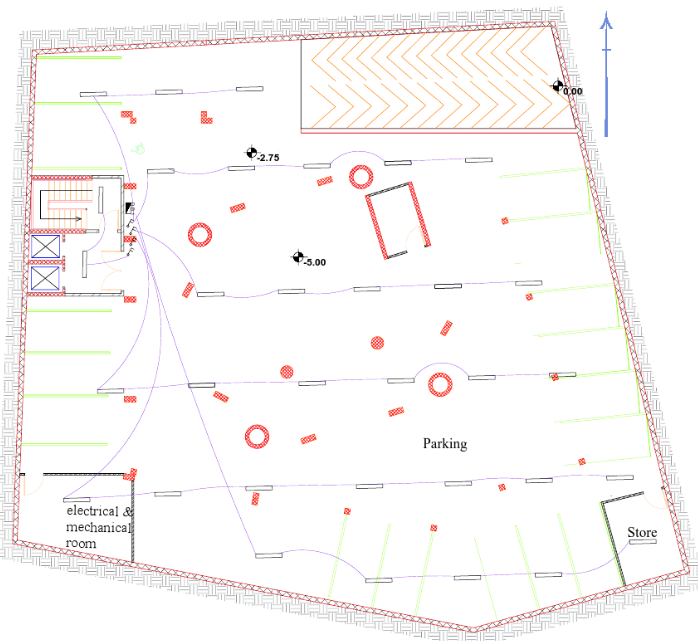 0.00
-2.75
-5.00
Parking
electrical &
mechanical
room
Store